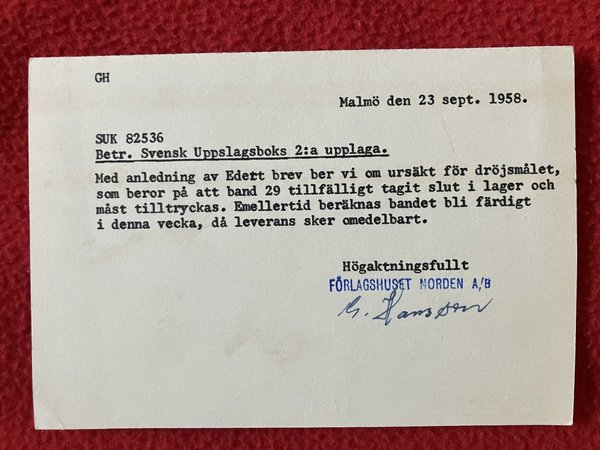 GH
Malmö den 23 sept. 1958.
SUK 82536
Betr. Svensk Uppslagsboks 2:a upplaga.
Med anledning av Edett brev ber vi om ursäkt för dröjsmålet,
som beror på att band 29 tillfälligt tagit slut i lager och
måst tilltryckas. Emellertid beräknas bandet bli färdigt
i denna vecka, då leverans sker omedelbart.
Högaktningsfullt
FÖRLAGSHUSET NORDEN A/B
G. Hansson